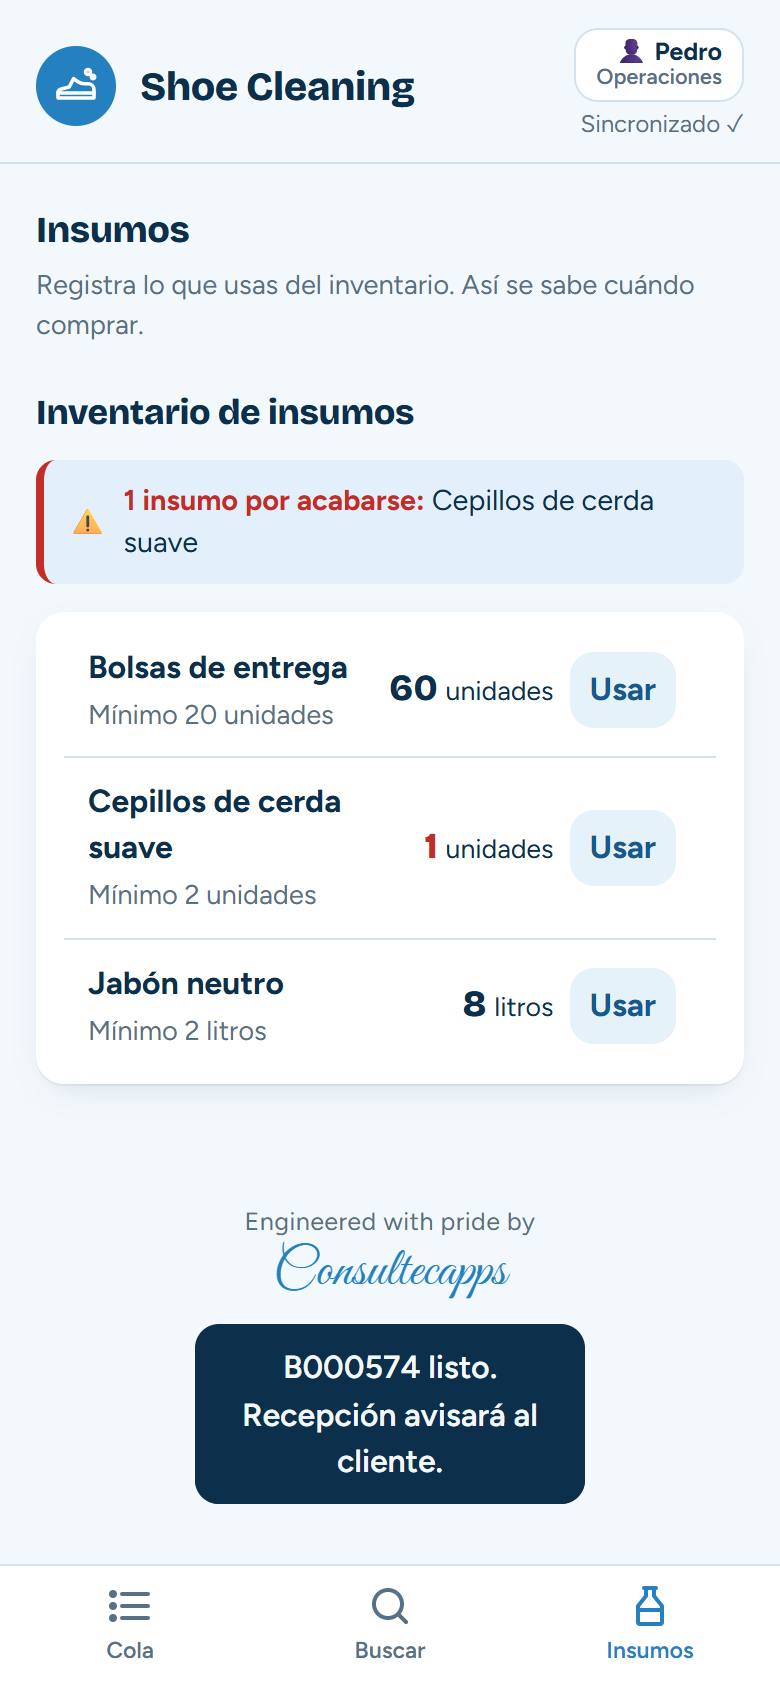 Shoe Cleaning
Pedro
Operaciones
Sincronizado ✓
Insumos
Registra lo que usas del inventario. Así se sabe cuándo
comprar.
Inventario de insumos
1 insumo por acabarse: Cepillos de cerda
suave
Bolsas de entrega
Mínimo 20 unidades
60 unidades
Usar
Cepillos de cerda
suave
Mínimo 2 unidades
1 unidades
Usar
Jabón neutro
Mínimo 2 litros
8 litros
Usar
Engineered with pride by
Consultecapps
B000574 listo.
Recepción avisará al
cliente.
Cola
Buscar
Insumos